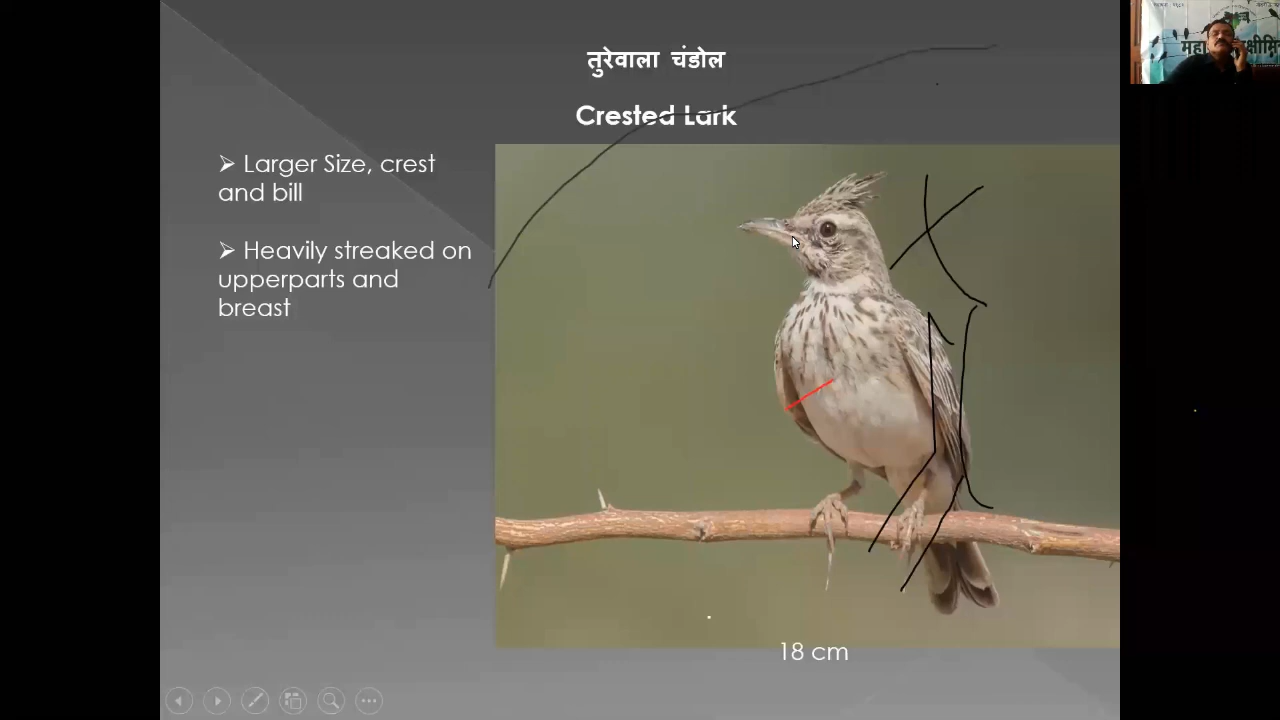 तुरेवाला चंडोल
Crested Lark
➢ Larger Size, crest
and bill
➢ Heavily streaked on
upperparts and
breast
18 cm